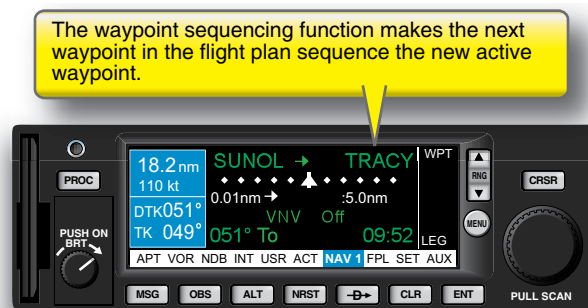 The waypoint sequencing function makes the next
waypoint in the flight plan sequence the new active
waypoint.
PROC
PUSH ON
BRT
18.2 nm
110 kt
DTK051°
TK 049°
SUNOL → TRACY
0.01nm → :5.0nm
VNV Off
051° To 09:52
WPT
LEG
APT VOR NDB INT USR ACT NAV 1 FPL SET AUX
RNG
MENU
CRSR
PULL SCAN
MSG OBS ALT NRST D→ CLR ENT